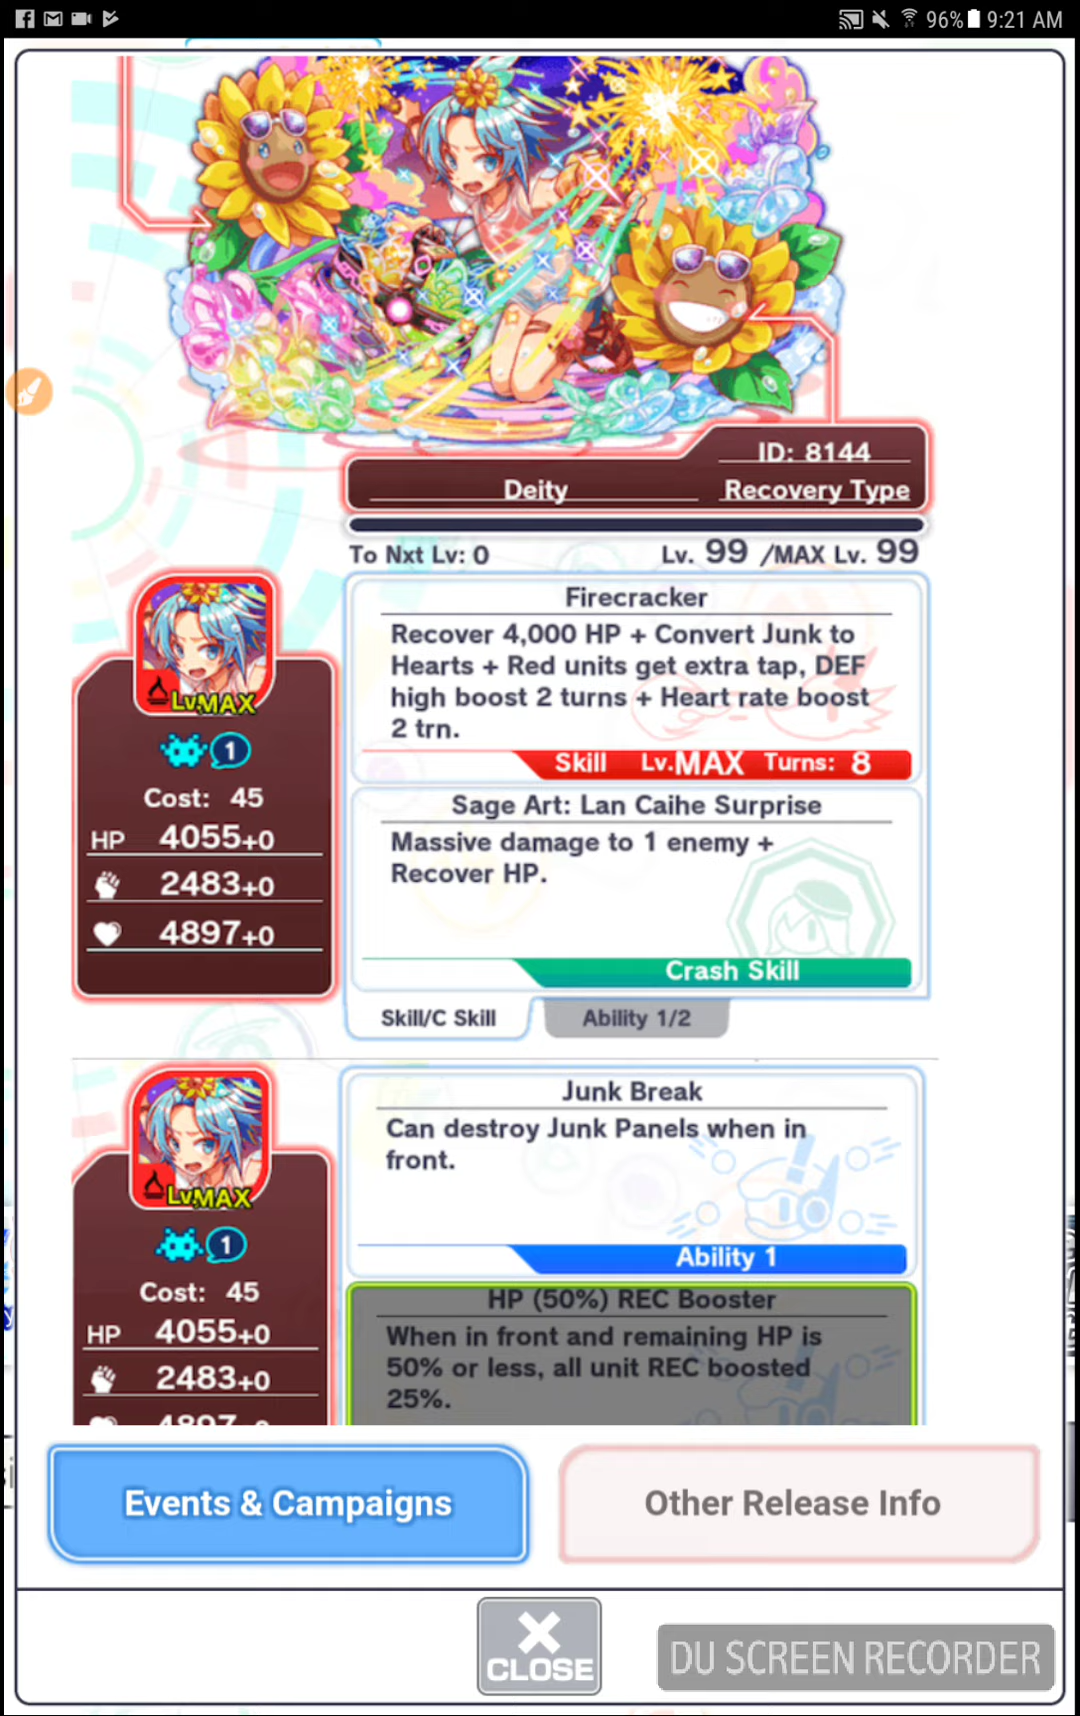 96% 9:21 AM
ID: 8144
Deity Recovery Type
To Nxt Lv: 0 Lv. 99 /MAX Lv. 99
Lv.MAX
1
Cost: 45
HP 4055+0
2483+0
4897+0
Firecracker
Recover 4,000 HP + Convert Junk to
Hearts + Red units get extra tap, DEF
high boost 2 turns + Heart rate boost
2 trn.
Skill Lv.MAX Turns: 8
Sage Art: Lan Caihe Surprise
Massive damage to 1 enemy +
Recover HP.
Crash Skill
Skill/C Skill Ability 1/2
Lv.MAX
1
Cost: 45
HP 4055+0
2483+0
4897+0
Junk Break
Can destroy Junk Panels when in
front.
Ability 1
HP (50%) REC Booster
When in front and remaining HP is
50% or less, all unit REC boosted
25%.
Events & Campaigns
Other Release Info
CLOSE
DU SCREEN RECORDER